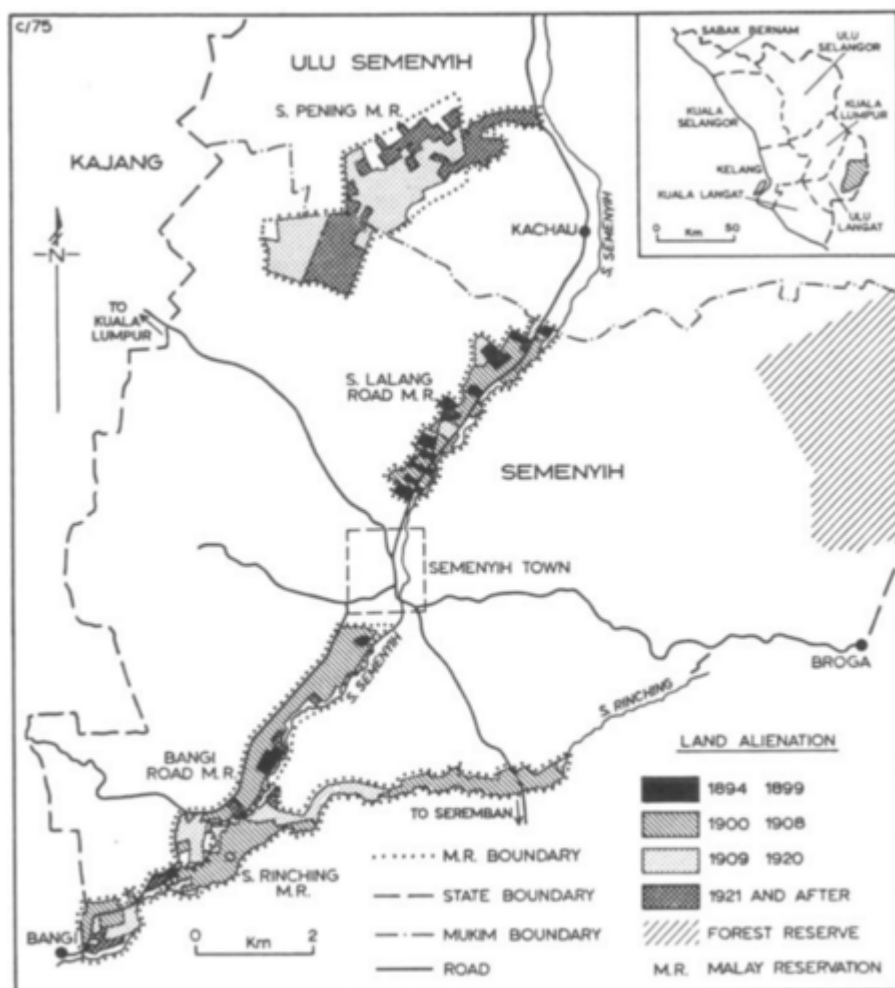 c/75
ULU SEMENYIH
S. PENING M.R.
KAJANG
N
KACHAU
S. SEMENYIH
TO
KUALA
LUMPUR
S. LALANG
ROAD M.R.
SEMENYIH
SEMENYIH TOWN
S. SEMENYIH
BROGA
S. RINCHING
BANGI
ROAD M.R.
TO SEREMBAN
S. RINCHING
M.R.
BANGI
0 Km 2
SABAK BERNAM
ULU
SELANGOR
KUALA
SELANGOR
KUALA
LUMPUR
KELANG
KUALA LANGAT
ULU
LANGAT
0 Km 50
LAND ALIENATION
1894 1899
1900 1908
1909 1920
1921 AND AFTER
FOREST RESERVE
M.R. MALAY RESERVATION
M.R. BOUNDARY
STATE BOUNDARY
MUKIM BOUNDARY
ROAD